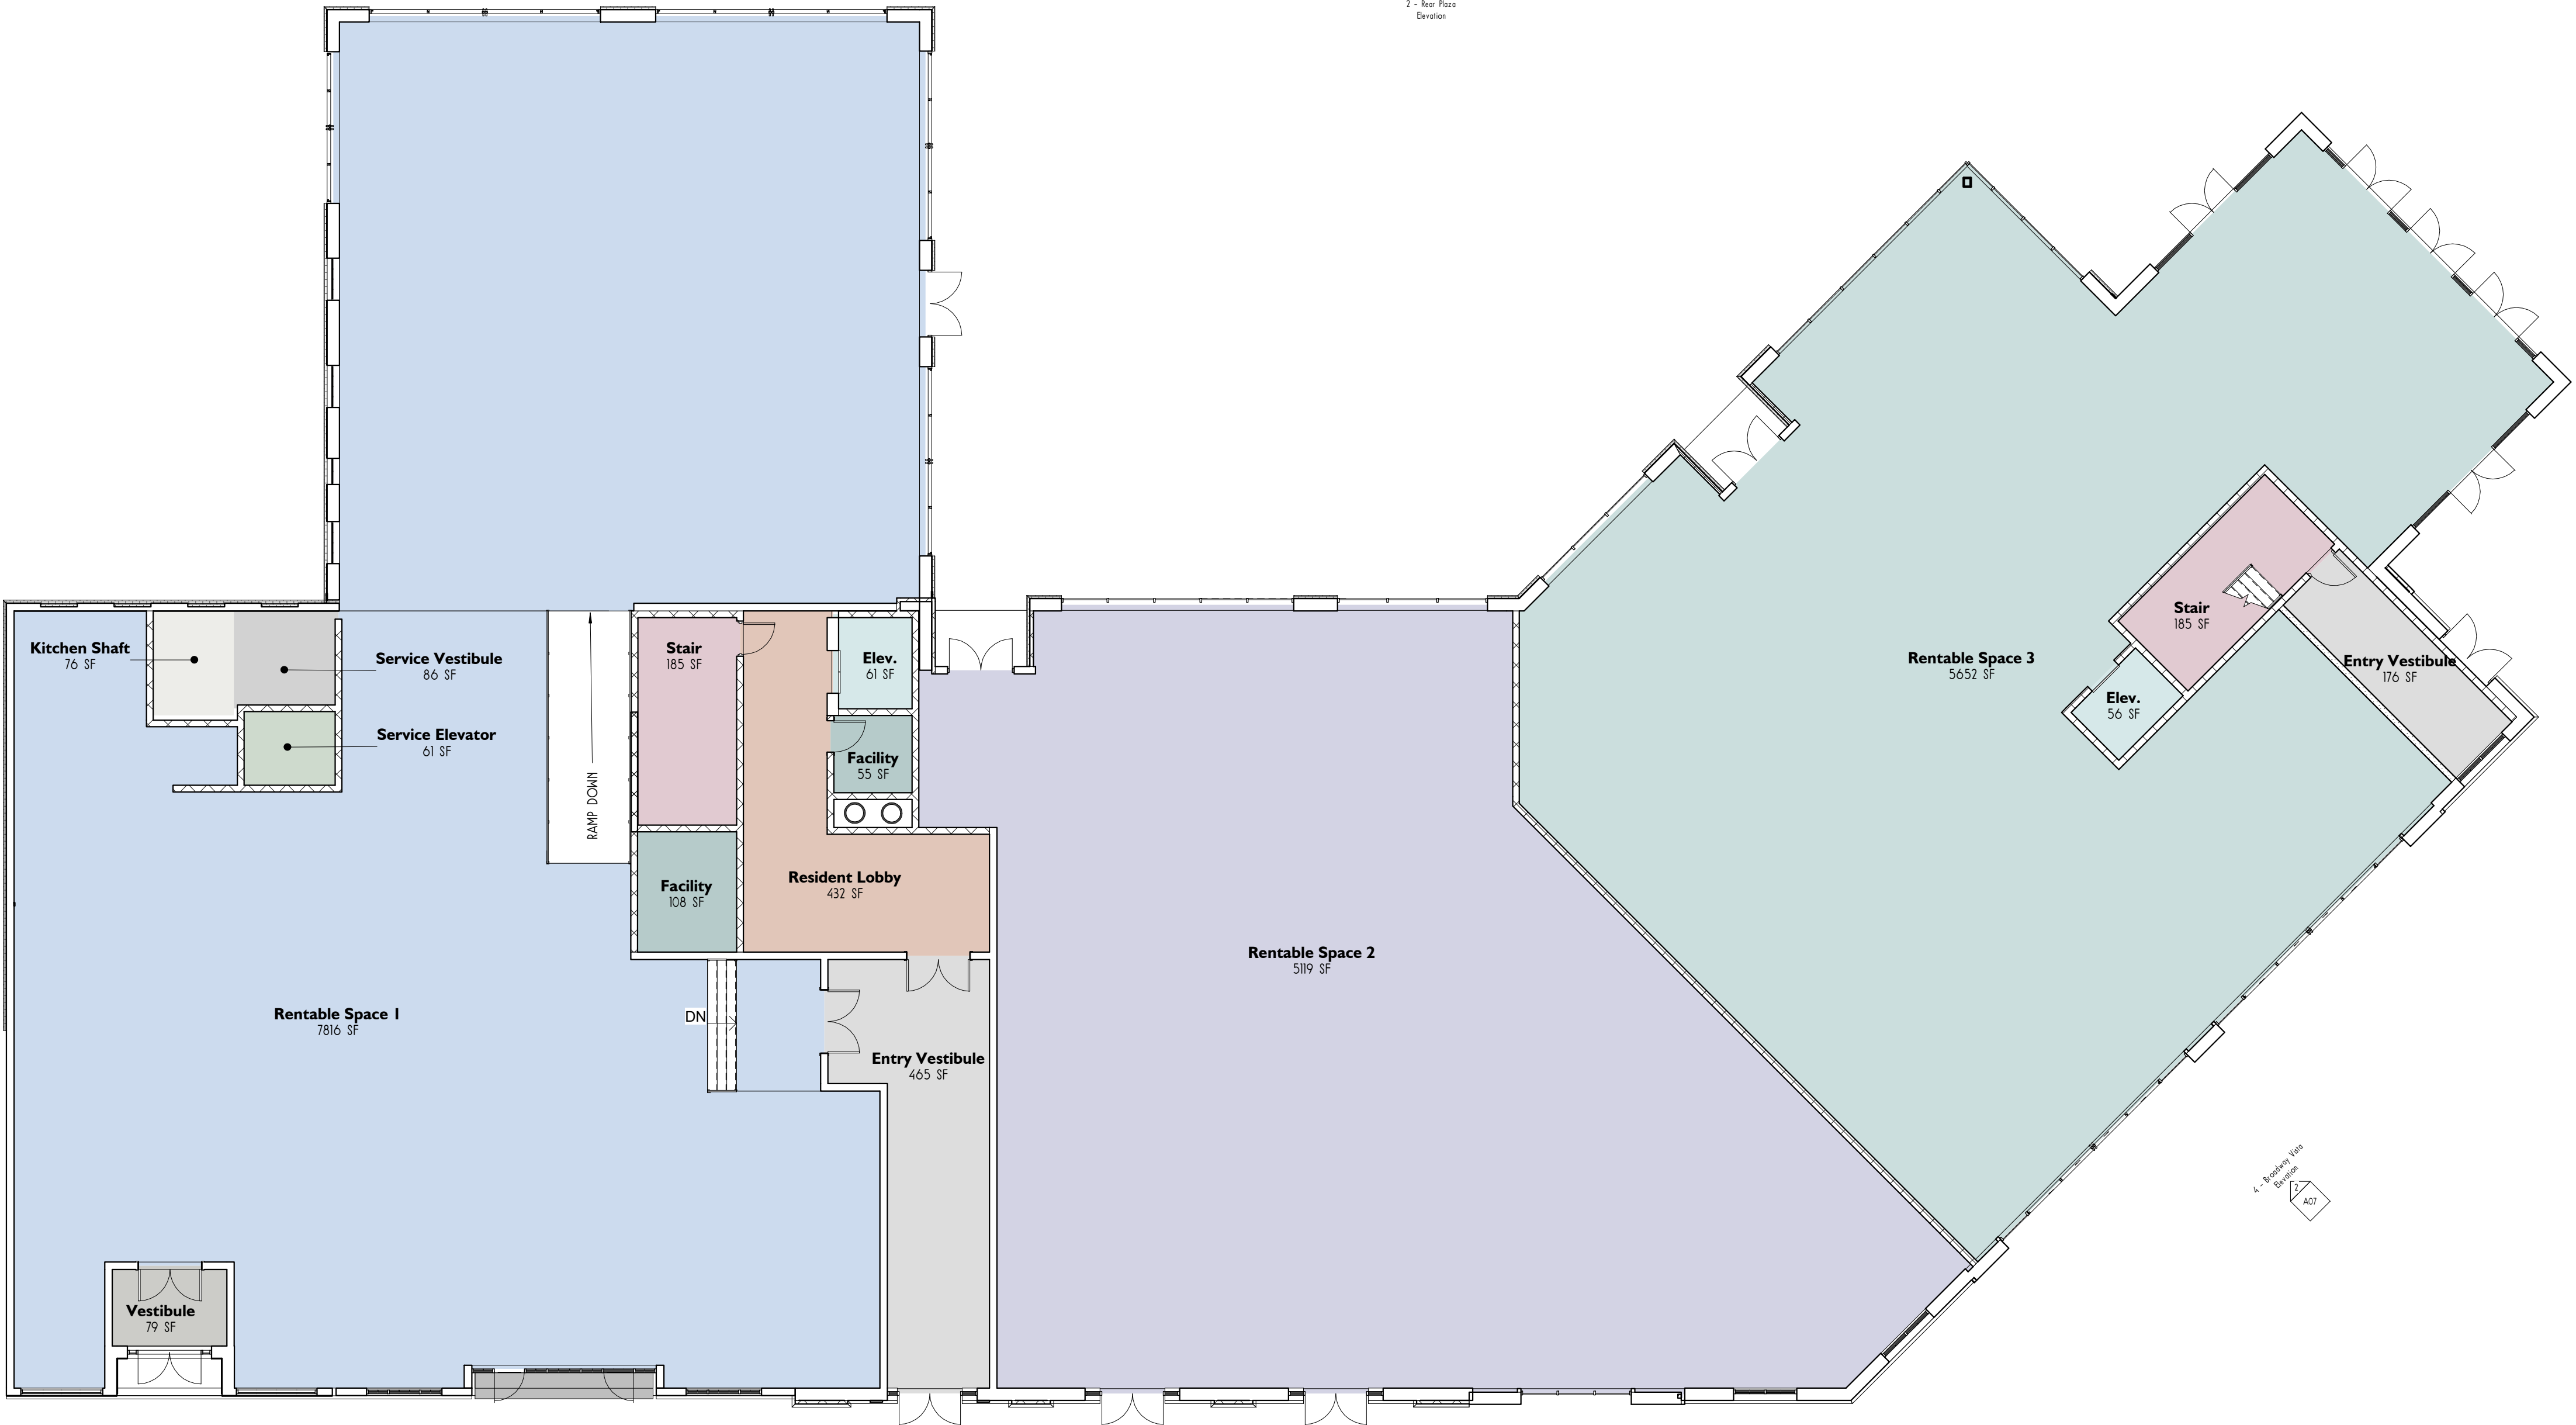 2 - Rear Plaza
Elevation
Kitchen Shaft
76 SF
Service Vestibule
86 SF
Service Elevator
61 SF
RAMP DOWN
Stair
185 SF
Elev.
61 SF
Facility
55 SF
Facility
108 SF
Resident Lobby
432 SF
Rentable Space 1
7816 SF
DN
Entry Vestibule
465 SF
Vestibule
79 SF
Rentable Space 2
5119 SF
Rentable Space 3
5652 SF
Stair
185 SF
Elev.
56 SF
Entry Vestibule
176 SF
4 - Broadway Vista
Elevation
2
A07